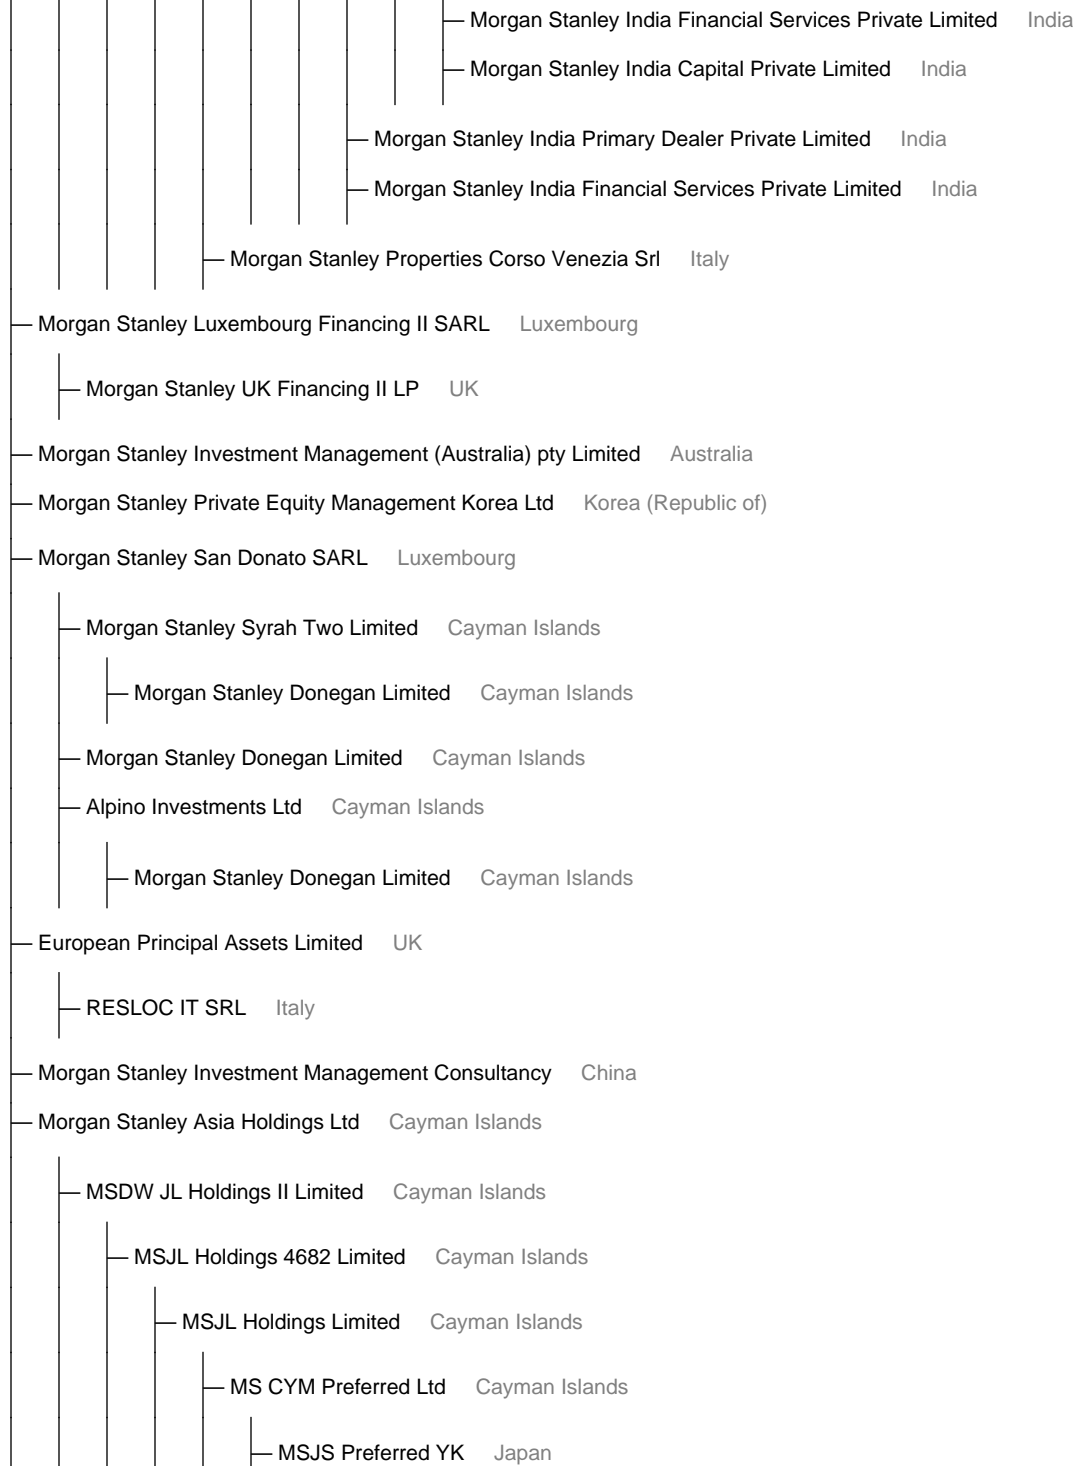 Morgan Stanley India Financial Services Private Limited India
Morgan Stanley India Capital Private Limited India
Morgan Stanley India Primary Dealer Private Limited India
Morgan Stanley India Financial Services Private Limited India
Morgan Stanley Properties Corso Venezia Srl Italy
Morgan Stanley Luxembourg Financing II SARL Luxembourg
Morgan Stanley UK Financing II LP UK
Morgan Stanley Investment Management (Australia) pty Limited Australia
Morgan Stanley Private Equity Management Korea Ltd Korea (Republic of)
Morgan Stanley San Donato SARL Luxembourg
Morgan Stanley Syrah Two Limited Cayman Islands
Morgan Stanley Donegan Limited Cayman Islands
Morgan Stanley Donegan Limited Cayman Islands
Alpino Investments Ltd Cayman Islands
Morgan Stanley Donegan Limited Cayman Islands
European Principal Assets Limited UK
RESLOC IT SRL Italy
Morgan Stanley Investment Management Consultancy China
Morgan Stanley Asia Holdings Ltd Cayman Islands
MSDW JL Holdings II Limited Cayman Islands
MSJL Holdings 4682 Limited Cayman Islands
MSJL Holdings Limited Cayman Islands
MS CYM Preferred Ltd Cayman Islands
MSJS Preferred YK Japan